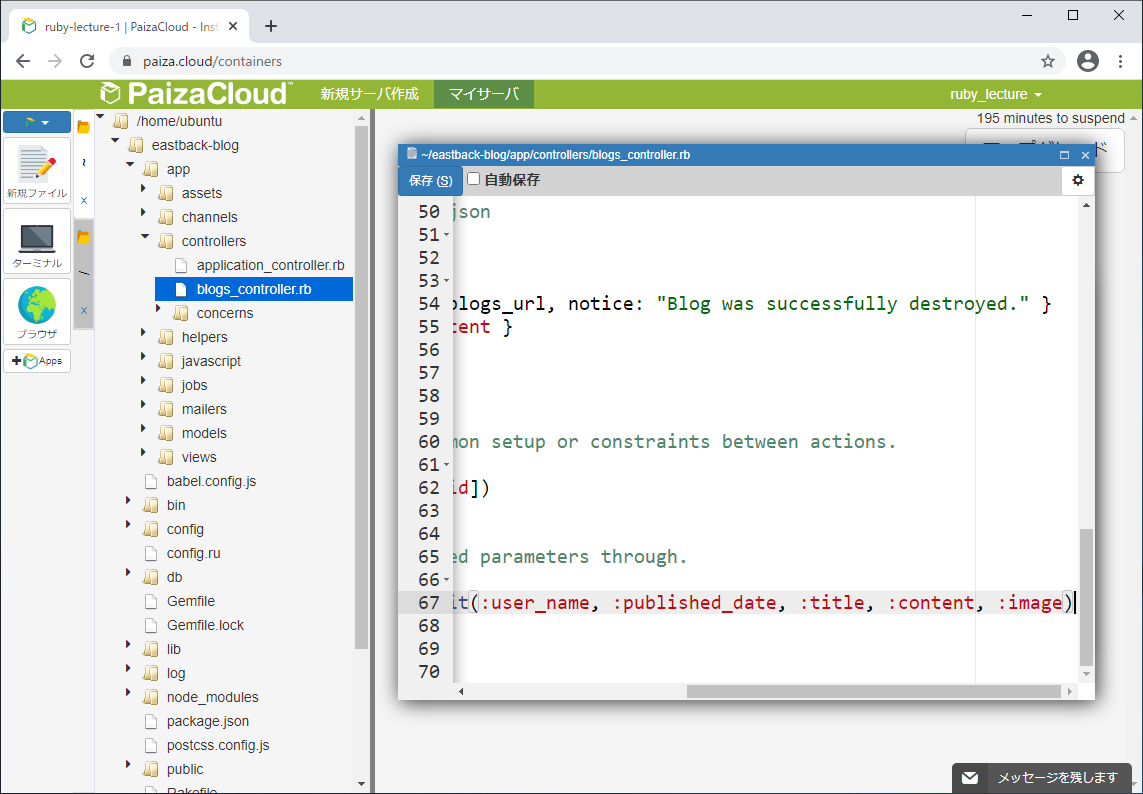 ruby-lecture-1 | PaizaCloud - Inst
paiza.cloud/containers
PaizaCloud 新規サーバ作成 マイサーバ ruby_lecture
195 minutes to suspend
新規ファイル
ターミナル
ブラウザ
Apps
/home/ubuntu
eastback-blog
app
assets
channels
controllers
application_controller.rb
blogs_controller.rb
concerns
helpers
javascript
jobs
mailers
models
views
babel.config.js
bin
config
config.ru
db
Gemfile
Gemfile.lock
lib
log
node_modules
package.json
postcss.config.js
public
Rakefile
~/eastback-blog/app/controllers/blogs_controller.rb
保存 (S) 自動保存
50 json
51
52
53
54 blogs_url, notice: "Blog was successfully destroyed." }
55 tent }
56
57
58
59
60 mon setup or constraints between actions.
61
62 id])
63
64
65 ed parameters through.
66
67 it(:user_name, :published_date, :title, :content, :image)
68
69
70
メッセージを残します